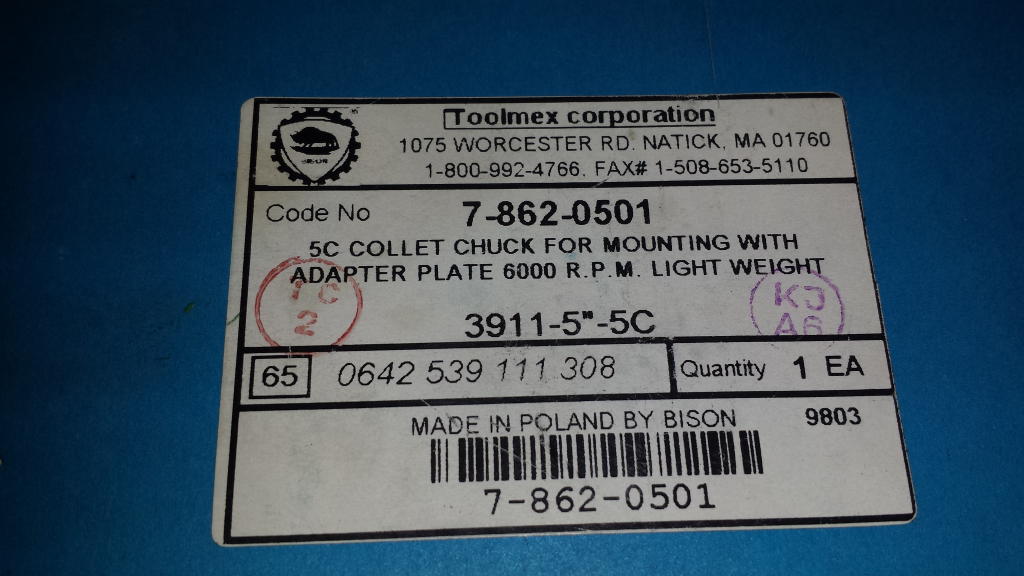 Toolmex corporation
1075 WORCESTER RD. NATICK, MA 01760
1-800-992-4766. FAX# 1-508-653-5110
Code No 7-862-0501
5C COLLET CHUCK FOR MOUNTING WITH
ADAPTER PLATE 6000 R.P.M. LIGHT WEIGHT
3911-5"-5C
KJ
A6
2
65 0642 539 111 308 Quantity 1 EA
MADE IN POLAND BY BISON 9803
7-862-0501